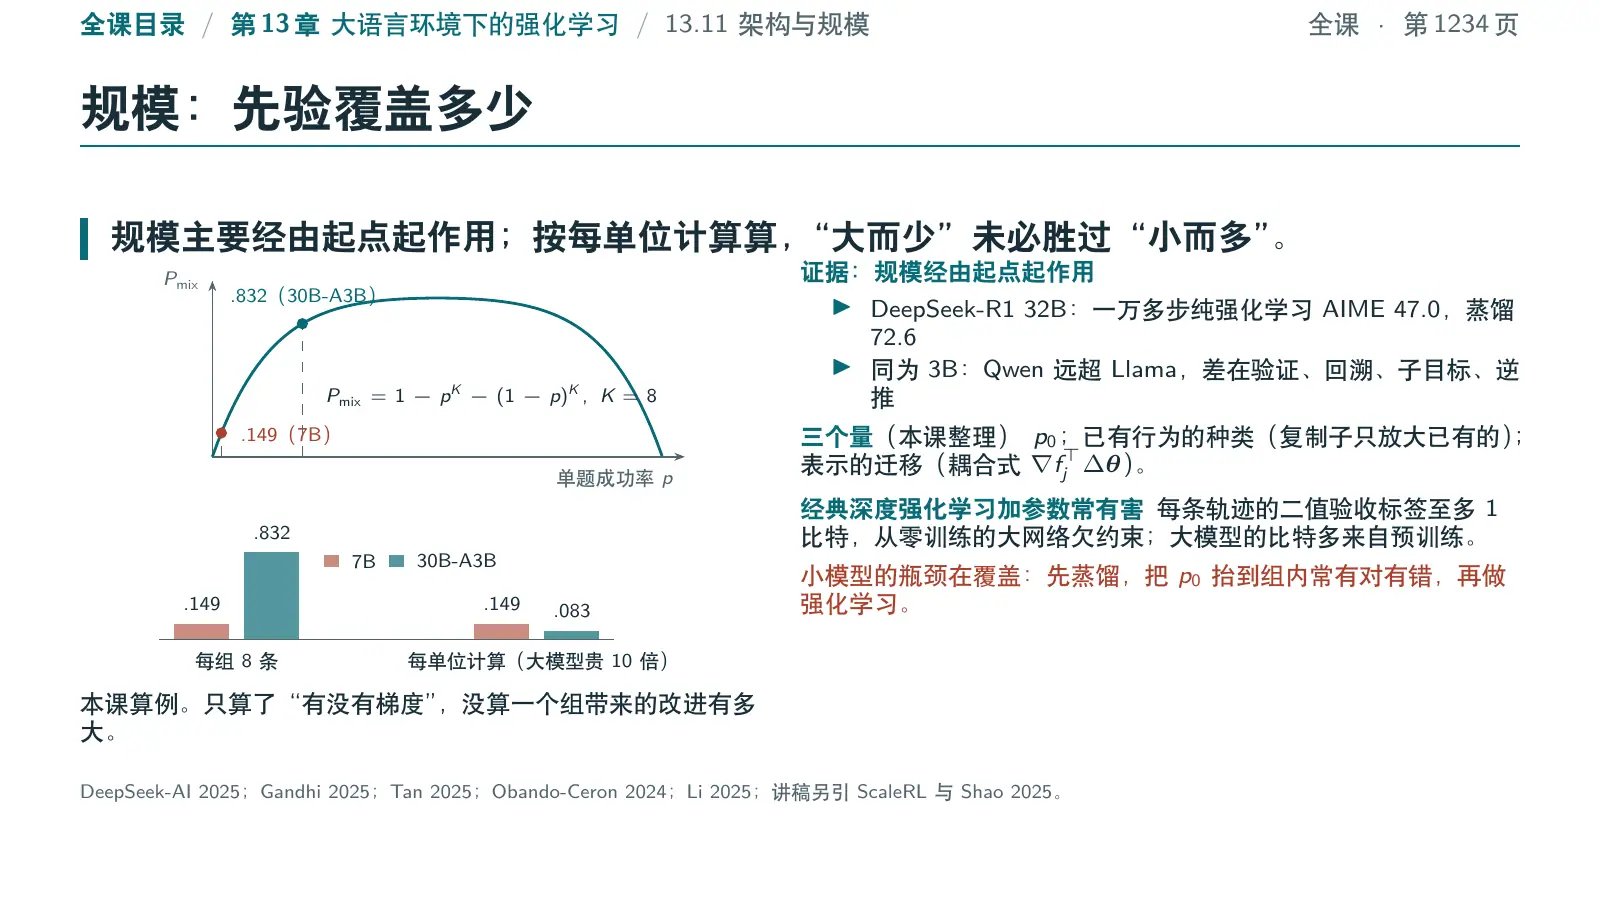 全课目录 / 第 13 章 大语言环境下的强化学习 / 13.11 架构与规模
全课 · 第 1234 页
规模：先验覆盖多少
规模主要经由起点起作用；按每单位计算算，“大而少”未必胜过“小而多”。
P_mix
.832（30B-A3B）
P_mix = 1 − p^K − (1 − p)^K，K = 8
.149（7B）
单题成功率 p
.832
7B 30B-A3B
.149
.149
.083
每组 8 条
每单位计算（大模型贵 10 倍）
本课算例。只算了“有没有梯度”，没算一个组带来的改进有多
大。
证据：规模经由起点起作用
▶ DeepSeek-R1 32B：一万多步纯强化学习 AIME 47.0，蒸馏
72.6
▶ 同为 3B：Qwen 远超 Llama，差在验证、回溯、子目标、逆
推
三个量（本课整理） p₀；已有行为的种类（复制子只放大已有的）；
表示的迁移（耦合式 ∇f_j^⊤ Δθ）。
经典深度强化学习加参数常有害 每条轨迹的二值验收标签至多 1
比特，从零训练的大网络欠约束；大模型的比特多来自预训练。
小模型的瓶颈在覆盖：先蒸馏，把 p₀ 抬到组内常有对有错，再做
强化学习。
DeepSeek-AI 2025；Gandhi 2025；Tan 2025；Obando-Ceron 2024；Li 2025；讲稿另引 ScaleRL 与 Shao 2025。